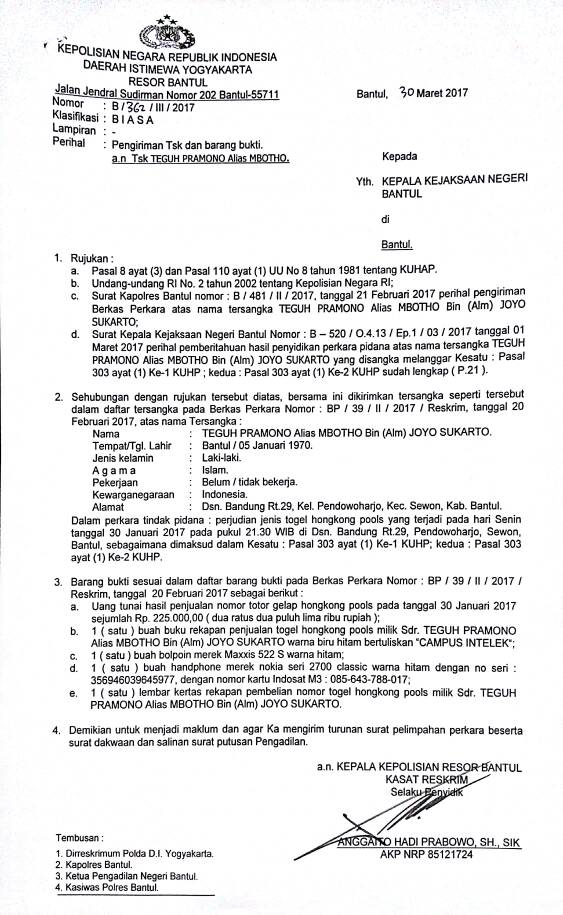 KEPOLISIAN NEGARA REPUBLIK INDONESIA
DAERAH ISTIMEWA YOGYAKARTA
RESOR BANTUL
Jalan Jendral Sudirman Nomor 202 Bantul-55711
Bantul, 30 Maret 2017
Nomor : B / 362 / III / 2017
Klasifikasi : B I A S A
Lampiran : -
Perihal : Pengiriman Tsk dan barang bukti.
a.n Tsk TEGUH PRAMONO Alias MBOTHO.
Kepada
Yth. KEPALA KEJAKSAAN NEGERI
BANTUL
di
Bantul.
1. Rujukan :
a. Pasal 8 ayat (3) dan Pasal 110 ayat (1) UU No 8 tahun 1981 tentang KUHAP.
b. Undang-undang RI No. 2 tahun 2002 tentang Kepolisian Negara RI;
c. Surat Kapolres Bantul nomor : B / 481 / II / 2017, tanggal 21 Februari 2017 perihal pengiriman
Berkas Perkara atas nama tersangka TEGUH PRAMONO Alias MBOTHO Bin (Alm) JOYO
SUKARTO;
d. Surat Kepala Kejaksaan Negeri Bantul Nomor : B – 520 / O.4.13 / Ep.1 / 03 / 2017 tanggal 01
Maret 2017 perihal pemberitahuan hasil penyidikan perkara pidana atas nama tersangka TEGUH
PRAMONO Alias MBOTHO Bin (Alm) JOYO SUKARTO yang disangka melanggar Kesatu : Pasal
303 ayat (1) Ke-1 KUHP ; kedua : Pasal 303 ayat (1) Ke-2 KUHP sudah lengkap ( P.21 ).
2. Sehubungan dengan rujukan tersebut diatas, bersama ini dikirimkan tersangka seperti tersebut
dalam daftar tersangka pada Berkas Perkara Nomor : BP / 39 / II / 2017 / Reskrim, tanggal 20
Februari 2017, atas nama Tersangka :
Nama : TEGUH PRAMONO Alias MBOTHO Bin (Alm) JOYO SUKARTO.
Tempat/Tgl. Lahir : Bantul / 05 Januari 1970.
Jenis kelamin : Laki-laki.
A g a m a : Islam.
Pekerjaan : Belum / tidak bekerja.
Kewarganegaraan : Indonesia.
Alamat : Dsn. Bandung Rt.29, Kel. Pendowoharjo, Kec. Sewon, Kab. Bantul.
Dalam perkara tindak pidana : perjudian jenis togel hongkong pools yang terjadi pada hari Senin
tanggal 30 Januari 2017 pada pukul 21.30 WIB di Dsn. Bandung Rt.29, Pendowoharjo, Sewon,
Bantul, sebagaimana dimaksud dalam Kesatu : Pasal 303 ayat (1) Ke-1 KUHP; kedua : Pasal 303
ayat (1) Ke-2 KUHP.
3. Barang bukti sesuai dalam daftar barang bukti pada Berkas Perkara Nomor : BP / 39 / II / 2017 /
Reskrim, tanggal 20 Februari 2017 sebagai berikut :
a. Uang tunai hasil penjualan nomor totor gelap hongkong pools pada tanggal 30 Januari 2017
sejumlah Rp. 225.000,00 ( dua ratus dua puluh lima ribu rupiah );
b. 1 ( satu ) buah buku rekapan penjualan togel hongkong pools milik Sdr. TEGUH PRAMONO
Alias MBOTHO Bin (Alm) JOYO SUKARTO warna biru hitam bertuliskan "CAMPUS INTELEK";
c. 1 ( satu ) buah bolpoin merek Maxxis 522 S warna hitam;
d. 1 ( satu ) buah handphone merek nokia seri 2700 classic warna hitam dengan no seri :
356946039645977, dengan nomor kartu Indosat M3 : 085-643-788-017;
e. 1 ( satu ) lembar kertas rekapan pembelian nomor togel hongkong pools milik Sdr. TEGUH
PRAMONO Alias MBOTHO Bin (Alm) JOYO SUKARTO.
4. Demikian untuk menjadi maklum dan agar Ka mengirim turunan surat pelimpahan perkara beserta
surat dakwaan dan salinan surat putusan Pengadilan.
a.n. KEPALA KEPOLISIAN RESOR BANTUL
KASAT RESKRIM
Selaku Penyidik
ANGGAITO HADI PRABOWO, SH., SIK
AKP NRP 85121724
Tembusan :
1. Dirreskrimum Polda D.I. Yogyakarta.
2. Kapolres Bantul.
3. Ketua Pengadilan Negeri Bantul.
4. Kasiwas Polres Bantul.